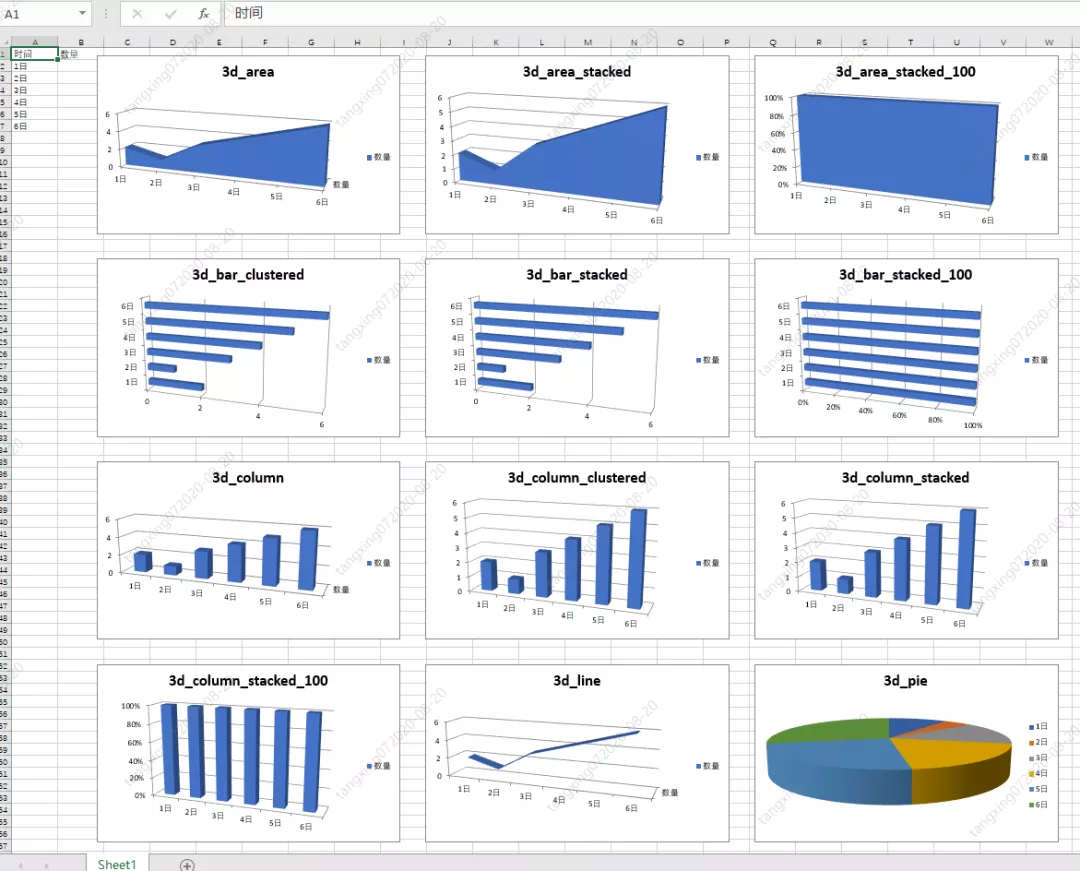 A1
时间
A B C D E F G H I J K L M N O P Q R S T U V W
时间 数量
1日
2日
3日
4日
5日
6日
3d_area
6
4
2
0
1日 2日 3日 4日 5日 6日
数量
数量
3d_area_stacked
6
5
4
3
2
1
0
1日 2日 3日 4日 5日 6日
数量
3d_area_stacked_100
100%
80%
60%
40%
20%
0%
1日 2日 3日 4日 5日 6日
数量
3d_bar_clustered
6日
5日
4日
3日
2日
1日
0 2 4 6
数量
3d_bar_stacked
6日
5日
4日
3日
2日
1日
0 2 4 6
数量
3d_bar_stacked_100
6日
5日
4日
3日
2日
1日
0% 20% 40% 60% 80% 100%
数量
3d_column
6
4
2
0
1日 2日 3日 4日 5日 6日
数量
数量
3d_column_clustered
6
5
4
3
2
1
0
1日 2日 3日 4日 5日 6日
数量
3d_column_stacked
6
5
4
3
2
1
0
1日 2日 3日 4日 5日 6日
数量
3d_column_stacked_100
100%
80%
60%
40%
20%
0%
1日 2日 3日 4日 5日 6日
数量
3d_line
6
4
2
0
1日 2日 3日 4日 5日 6日
数量
数量
3d_pie
1日
2日
3日
4日
5日
6日
Sheet1
tangxing072020-08-20